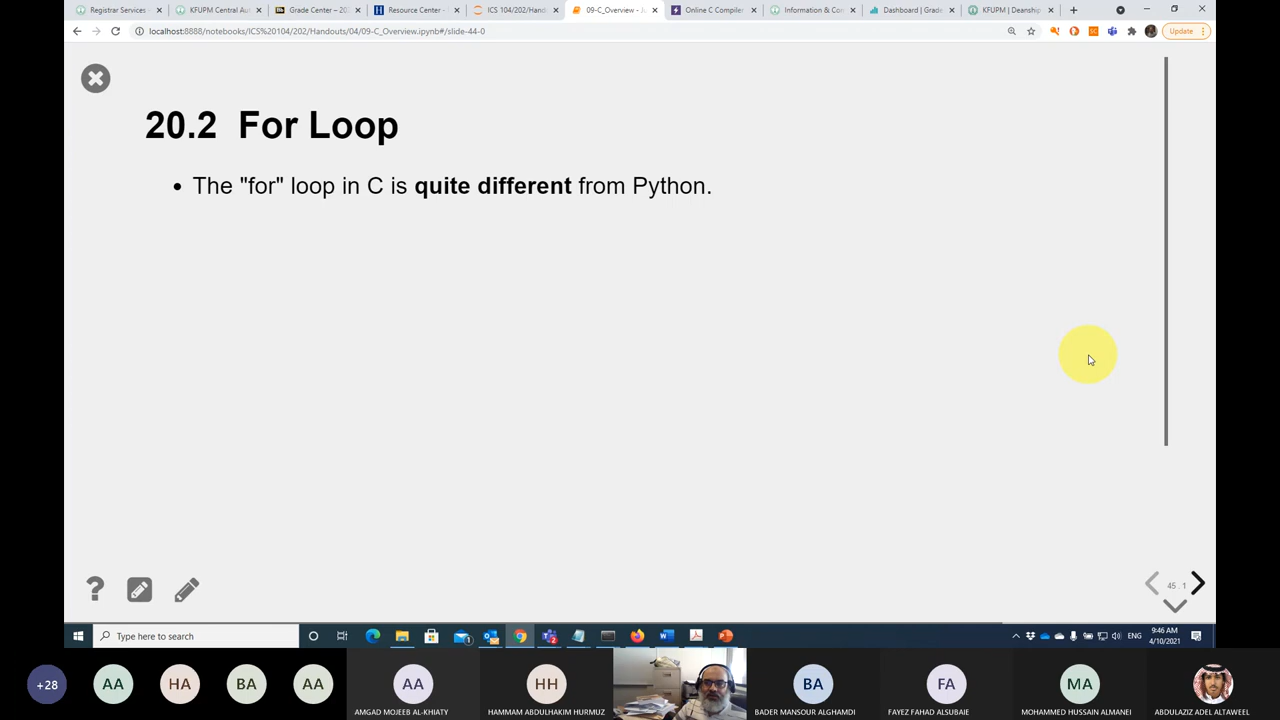 Registrar Services -
KFUPM Central Au
Grade Center – 20
Resource Center -
ICS 104/202/Hand
09-C_Overview - Ju
Online C Compiler
Information & Co
Dashboard | Grade
KFUPM | Deanship
localhost:8888/notebooks/ICS%20104/202/Handouts/04/09-C_Overview.ipynb#/slide-44-0
Update
20.2 For Loop
• The "for" loop in C is quite different from Python.
?
45 . 1
Type here to search
ENG
9:46 AM
4/10/2021
+28
AA
HA
BA
AA
AA
HH
BA
FA
MA
AMGAD MOJEEB AL-KHIATY
HAMMAM ABDULHAKIM HURMUZ
BADER MANSOUR ALGHAMDI
FAYEZ FAHAD ALSUBAIE
MOHAMMED HUSSAIN ALMANEI
ABDULAZIZ ADEL ALTAWEEL